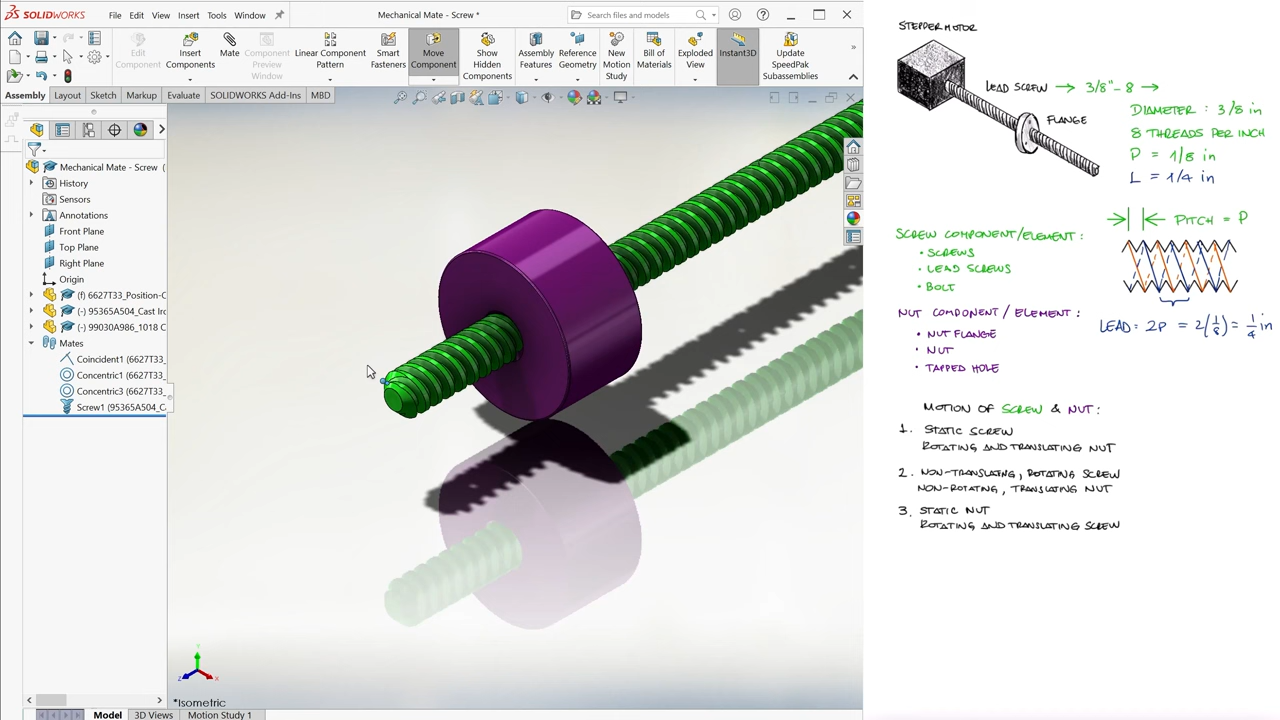 SOLIDWORKS
File Edit View Insert Tools Window
Mechanical Mate - Screw *
Search files and models
Edit Component
Insert Components
Mate
Component Preview Window
Linear Component Pattern
Smart Fasteners
Move Component
Show Hidden Components
Assembly Features
Reference Geometry
New Motion Study
Bill of Materials
Exploded View
Instant3D
Update SpeedPak Subassemblies
Assembly Layout Sketch Markup Evaluate SOLIDWORKS Add-Ins MBD
Mechanical Mate - Screw (
History
Sensors
Annotations
Front Plane
Top Plane
Right Plane
Origin
(f) 6627T33_Position-C
(-) 95365A504_Cast Iro
(-) 99030A986_1018 C
Mates
Coincident1 (6627T33_
Concentric1 (6627T33_
Concentric3 (6627T33_
Screw1 (95365A504_C
Y
Z
X
*Isometric
Model 3D Views Motion Study 1
STEPPER MOTOR
LEAD SCREW → 3/8"-8 →
FLANGE
DIAMETER : 3/8 in
8 THREADS PER INCH
P = 1/8 in
L = 1/4 in
PITCH = P
LEAD: 2P = 2(1/8) = 1/4 in
SCREW COMPONENT/ELEMENT:
• SCREWS
• LEAD SCREWS
• BOLT
NUT COMPONENT / ELEMENT:
• NUT FLANGE
• NUT
• TAPPED HOLE
MOTION OF SCREW & NUT:
1. STATIC SCREW
ROTATING AND TRANSLATING NUT
2. NON-TRANSLATING, ROTATING SCREW
NON-ROTATING, TRANSLATING NUT
3. STATIC NUT
ROTATING AND TRANSLATING SCREW